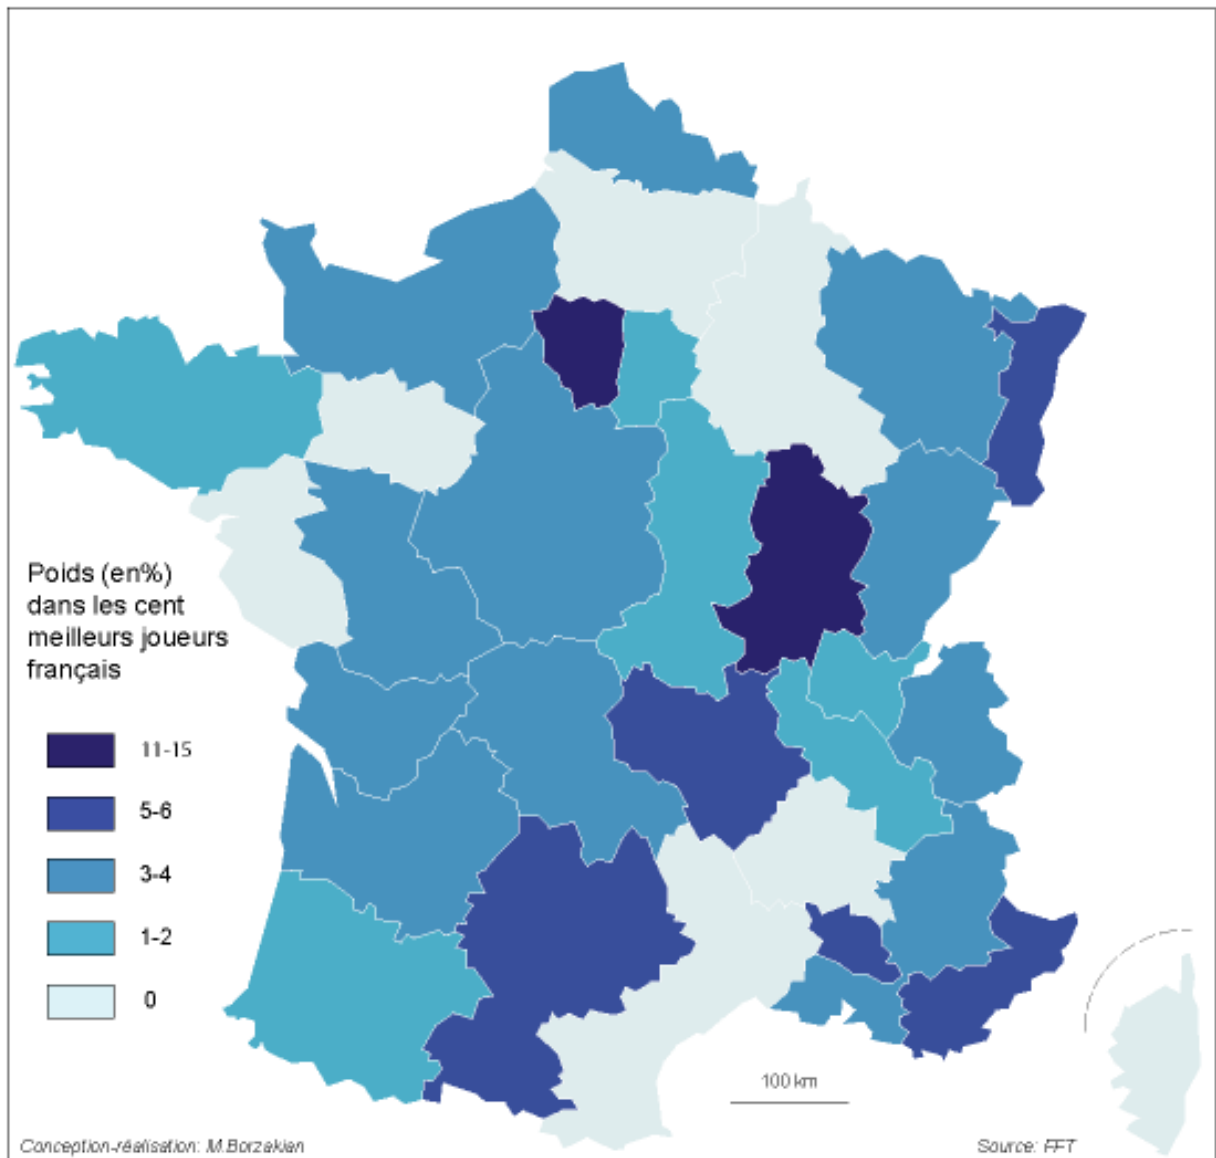 Poids (en%)
dans les cent
meilleurs joueurs
français
11-15
5-6
3-4
1-2
0
100 km
Conception-réalisation: M.Borzakian
Source: FFT